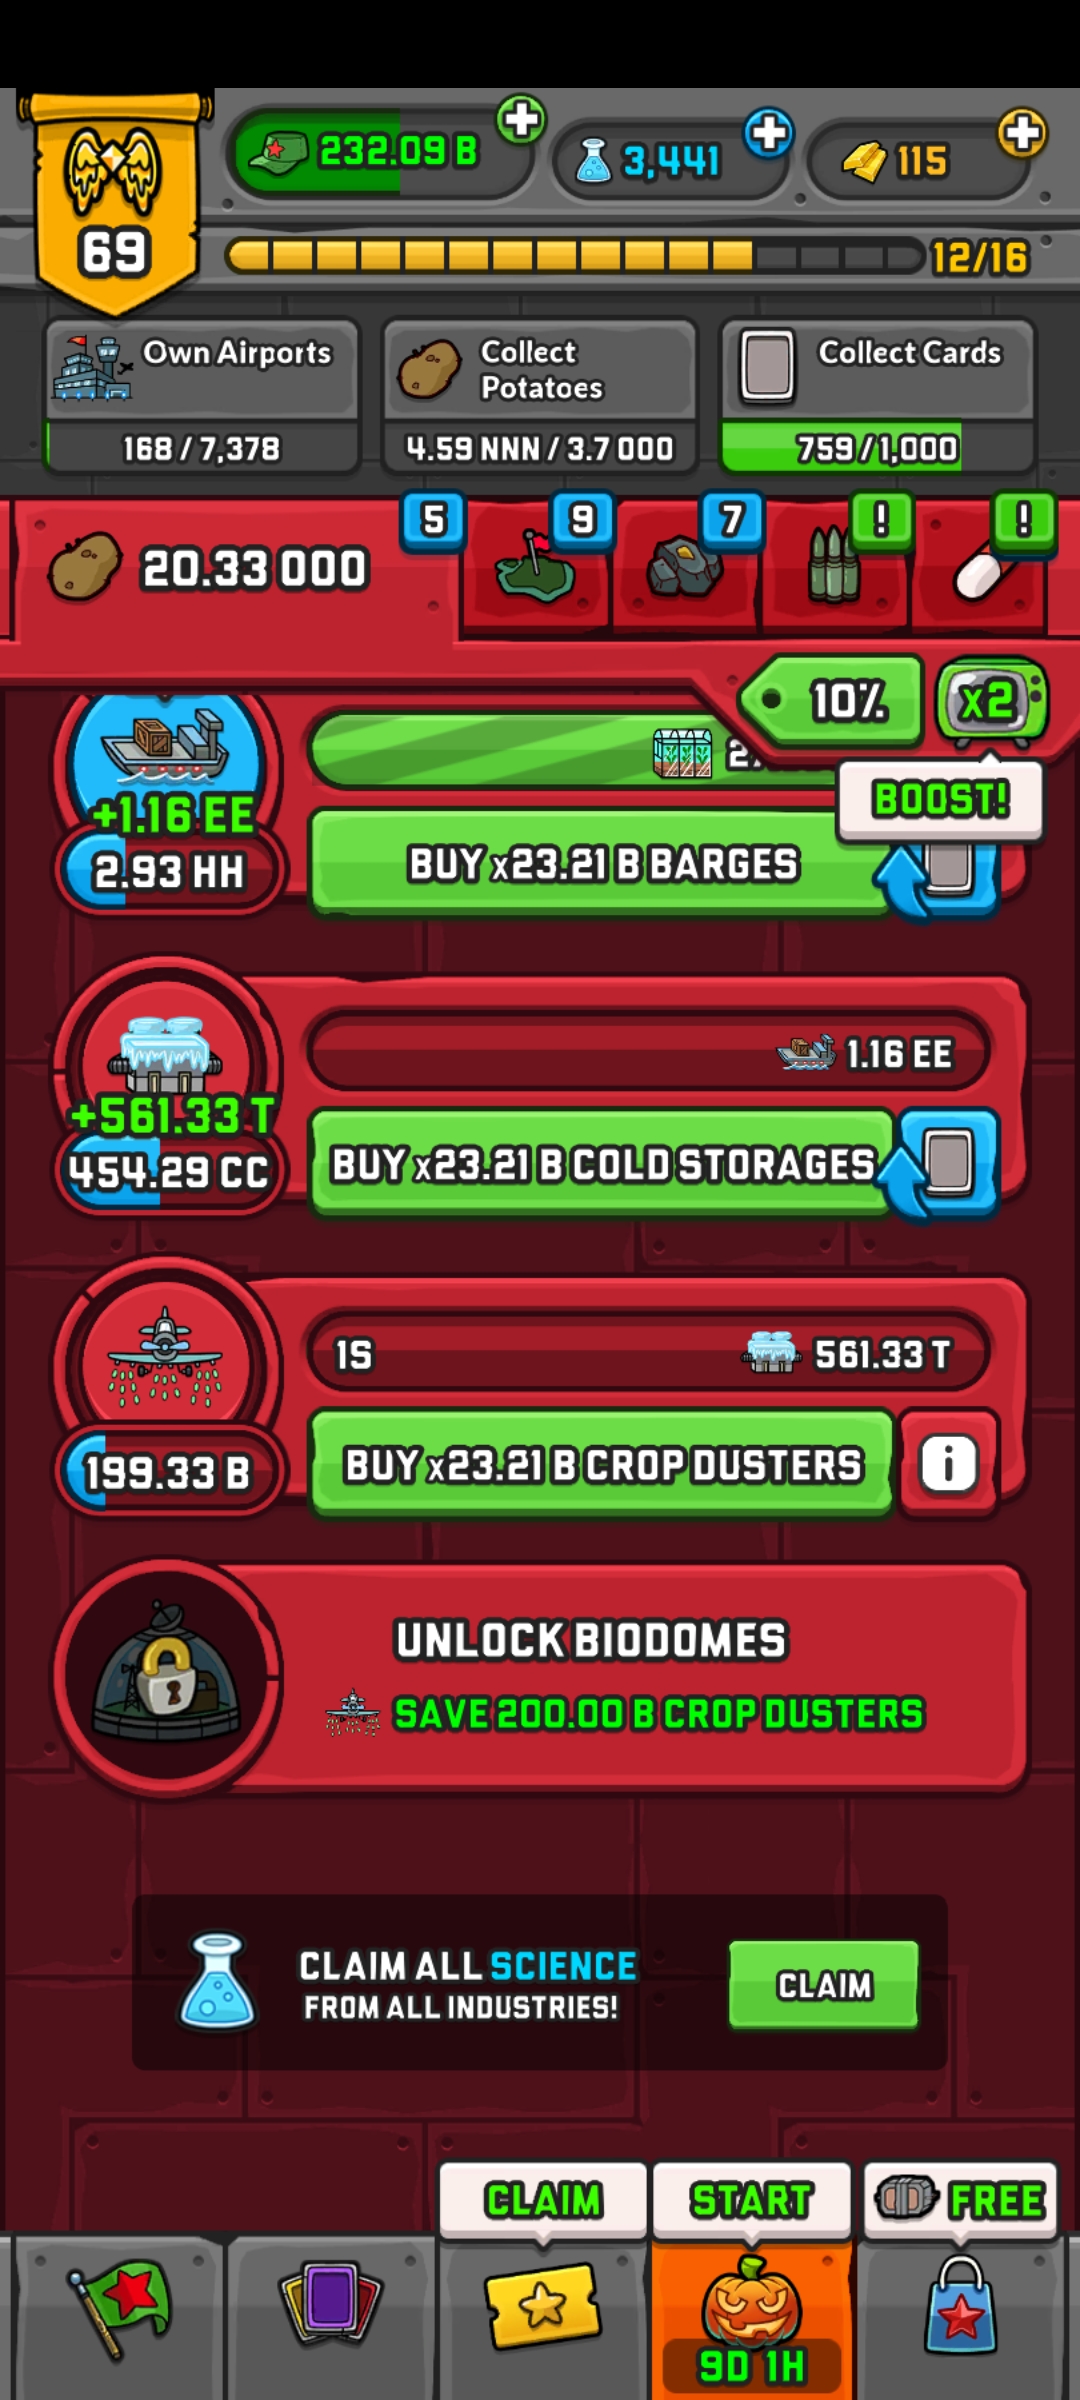 69
232.09 B
3,441
115
12/16
Own Airports
168 / 7,378
Collect
Potatoes
4.59 NNN / 3.7 OOO
Collect Cards
759 / 1,000
20.33 OOO
5
9
7
!
!
10%
x2
BOOST!
+1.16 EE
2.93 HH
BUY x23.21 B BARGES
+561.33 T
454.29 CC
1.16 EE
BUY x23.21 B COLD STORAGES
1S
561.33 T
199.33 B
BUY x23.21 B CROP DUSTERS
i
UNLOCK BIODOMES
SAVE 200.00 B CROP DUSTERS
CLAIM ALL SCIENCE
FROM ALL INDUSTRIES!
CLAIM
CLAIM
START
FREE
9D 1H